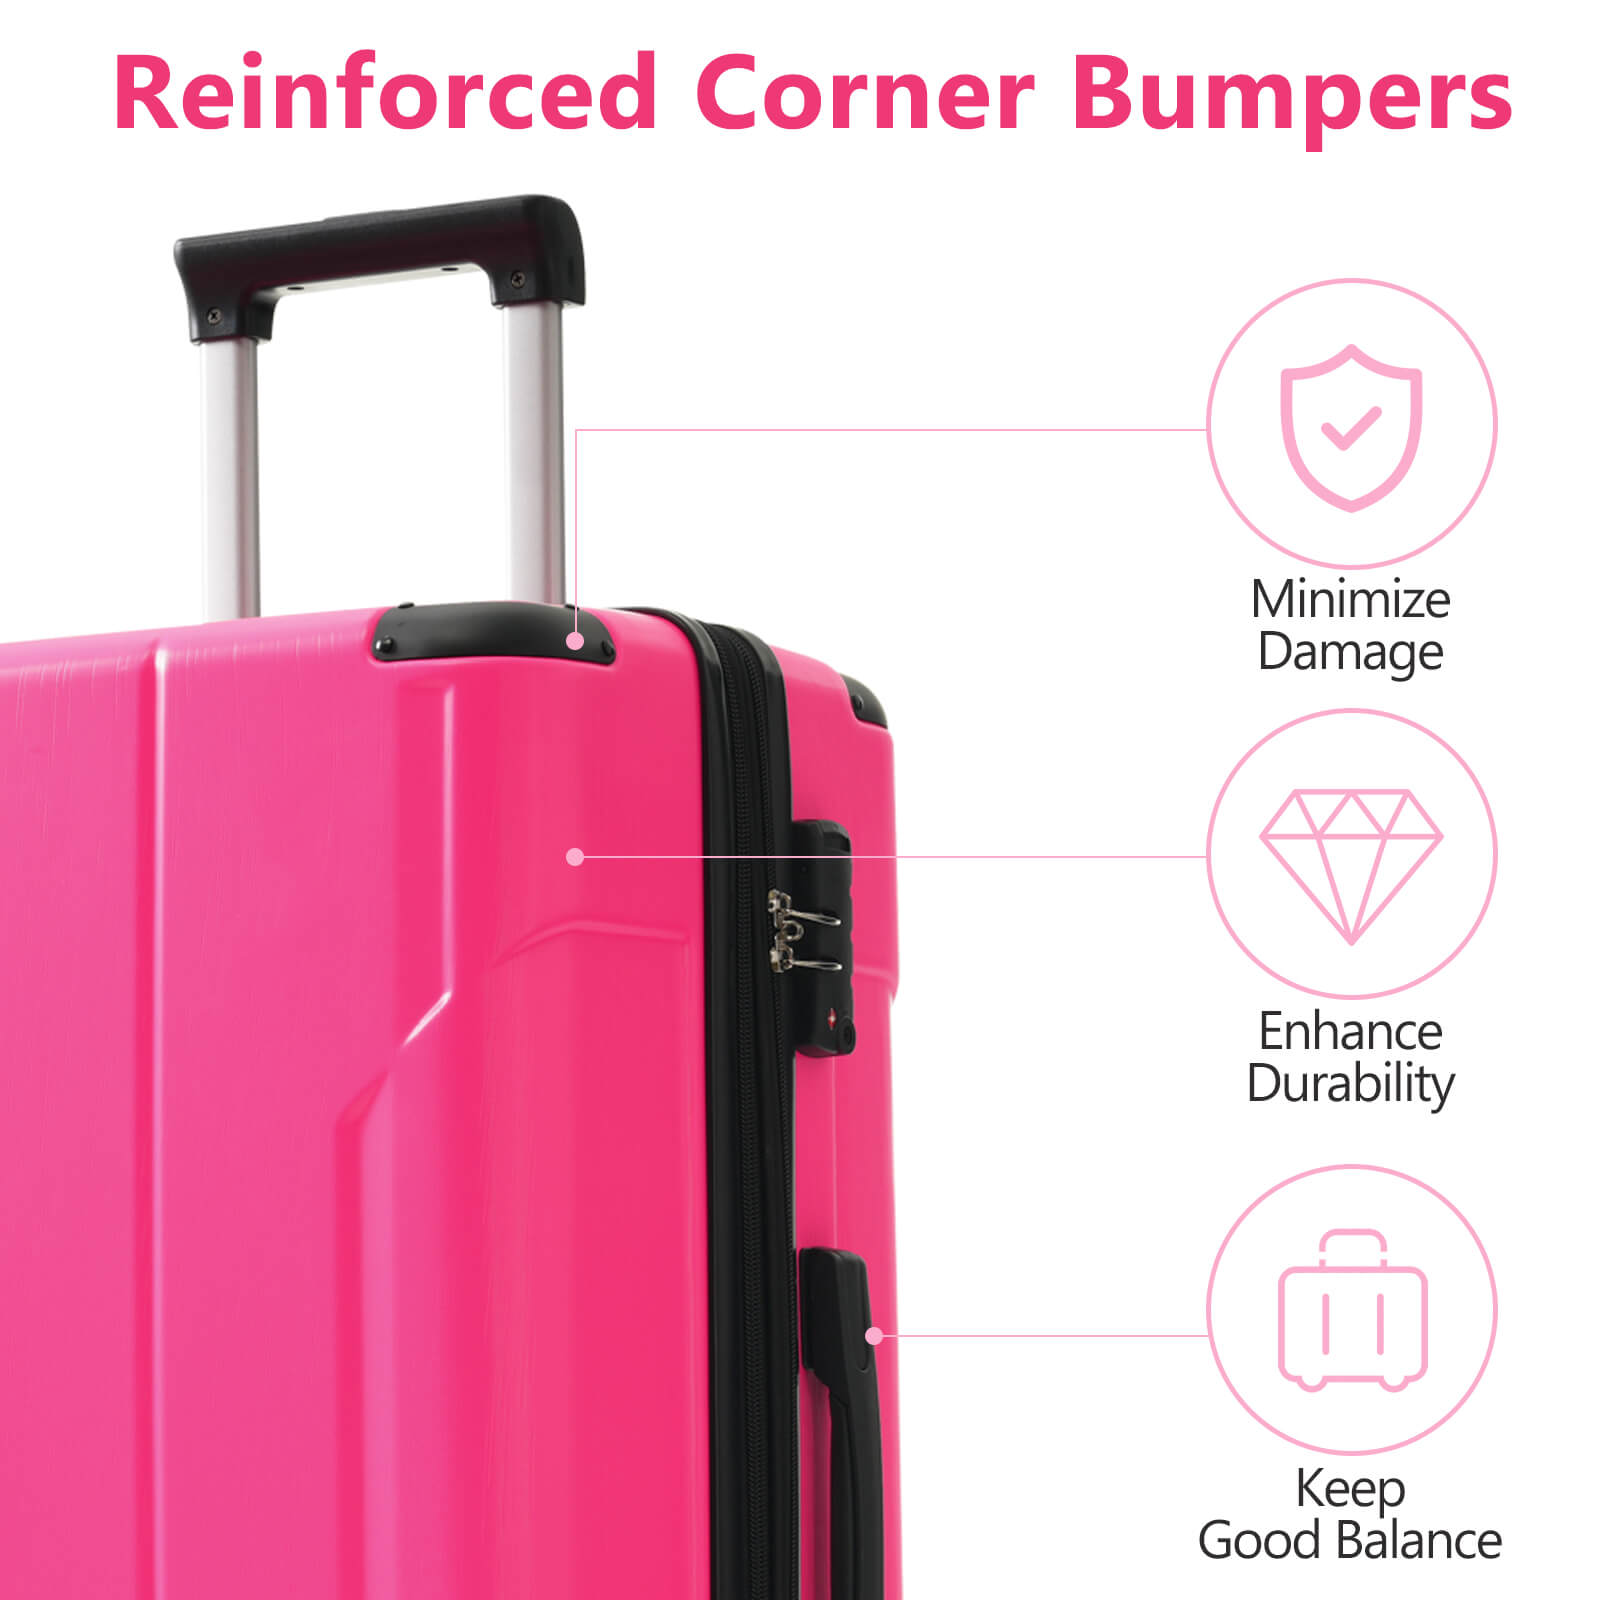 Reinforced Corner Bumpers
Minimize
Damage
Enhance
Durability
Keep
Good Balance